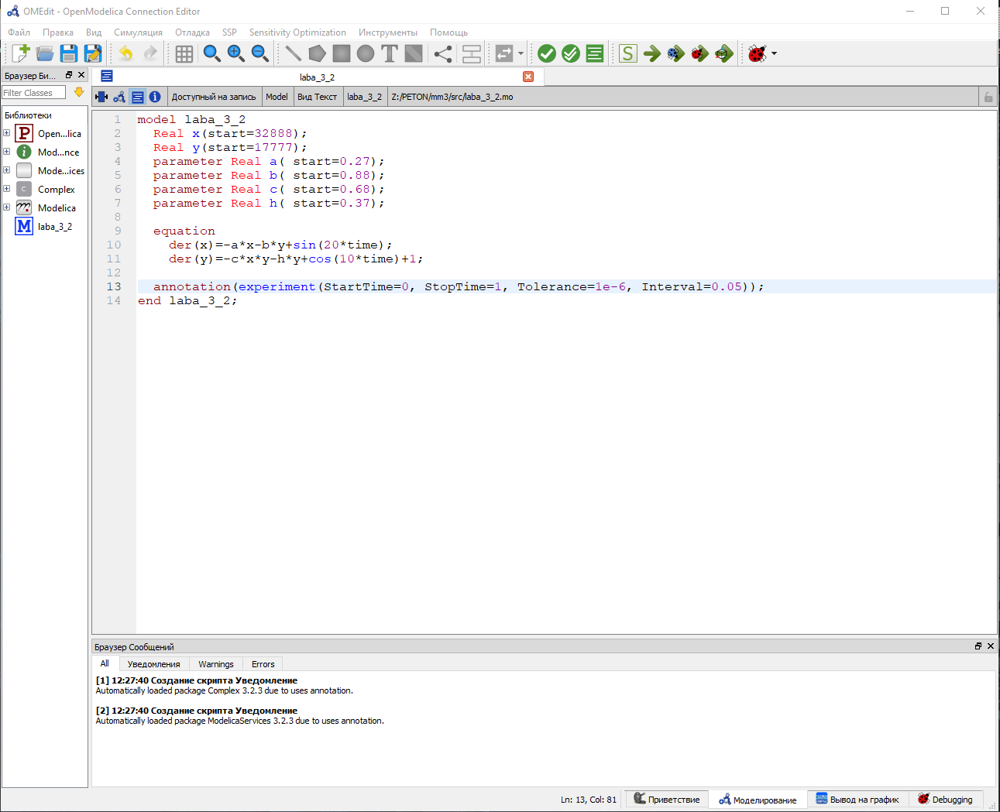 OMEdit - OpenModelica Connection Editor
Файл Правка Вид Симуляция Отладка SSP Sensitivity Optimization Инструменты Помощь
Браузер Би...
laba_3_2
Filter Classes
Доступный на запись Model Вид Текст laba_3_2 Z:/PETON/mm3/src/laba_3_2.mo
Библиотеки
P Open...lica
i Mod...nce
Mode...ices
C Complex
Modelica
M laba_3_2
1 model laba_3_2
2 Real x(start=32888);
3 Real y(start=17777);
4 parameter Real a( start=0.27);
5 parameter Real b( start=0.88);
6 parameter Real c( start=0.68);
7 parameter Real h( start=0.37);
8
9 equation
10 der(x)=-a*x-b*y+sin(20*time);
11 der(y)=-c*x*y-h*y+cos(10*time)+1;
12
13 annotation(experiment(StartTime=0, StopTime=1, Tolerance=1e-6, Interval=0.05));
14 end laba_3_2;
Браузер Сообщений
All Уведомления Warnings Errors
[1] 12:27:40 Создание скрипта Уведомление
Automatically loaded package Complex 3.2.3 due to uses annotation.
[2] 12:27:40 Создание скрипта Уведомление
Automatically loaded package ModelicaServices 3.2.3 due to uses annotation.
Ln: 13, Col: 81 Приветствие Моделирование Вывод на график Debugging